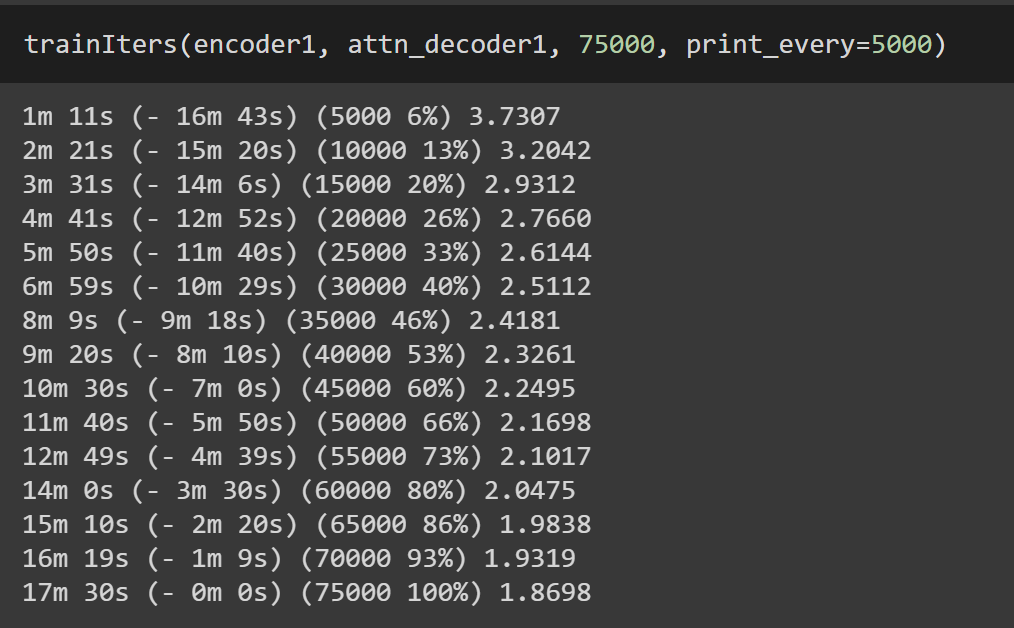 trainIters(encoder1, attn_decoder1, 75000, print_every=5000)
1m 11s (- 16m 43s) (5000 6%) 3.7307
2m 21s (- 15m 20s) (10000 13%) 3.2042
3m 31s (- 14m 6s) (15000 20%) 2.9312
4m 41s (- 12m 52s) (20000 26%) 2.7660
5m 50s (- 11m 40s) (25000 33%) 2.6144
6m 59s (- 10m 29s) (30000 40%) 2.5112
8m 9s (- 9m 18s) (35000 46%) 2.4181
9m 20s (- 8m 10s) (40000 53%) 2.3261
10m 30s (- 7m 0s) (45000 60%) 2.2495
11m 40s (- 5m 50s) (50000 66%) 2.1698
12m 49s (- 4m 39s) (55000 73%) 2.1017
14m 0s (- 3m 30s) (60000 80%) 2.0475
15m 10s (- 2m 20s) (65000 86%) 1.9838
16m 19s (- 1m 9s) (70000 93%) 1.9319
17m 30s (- 0m 0s) (75000 100%) 1.8698